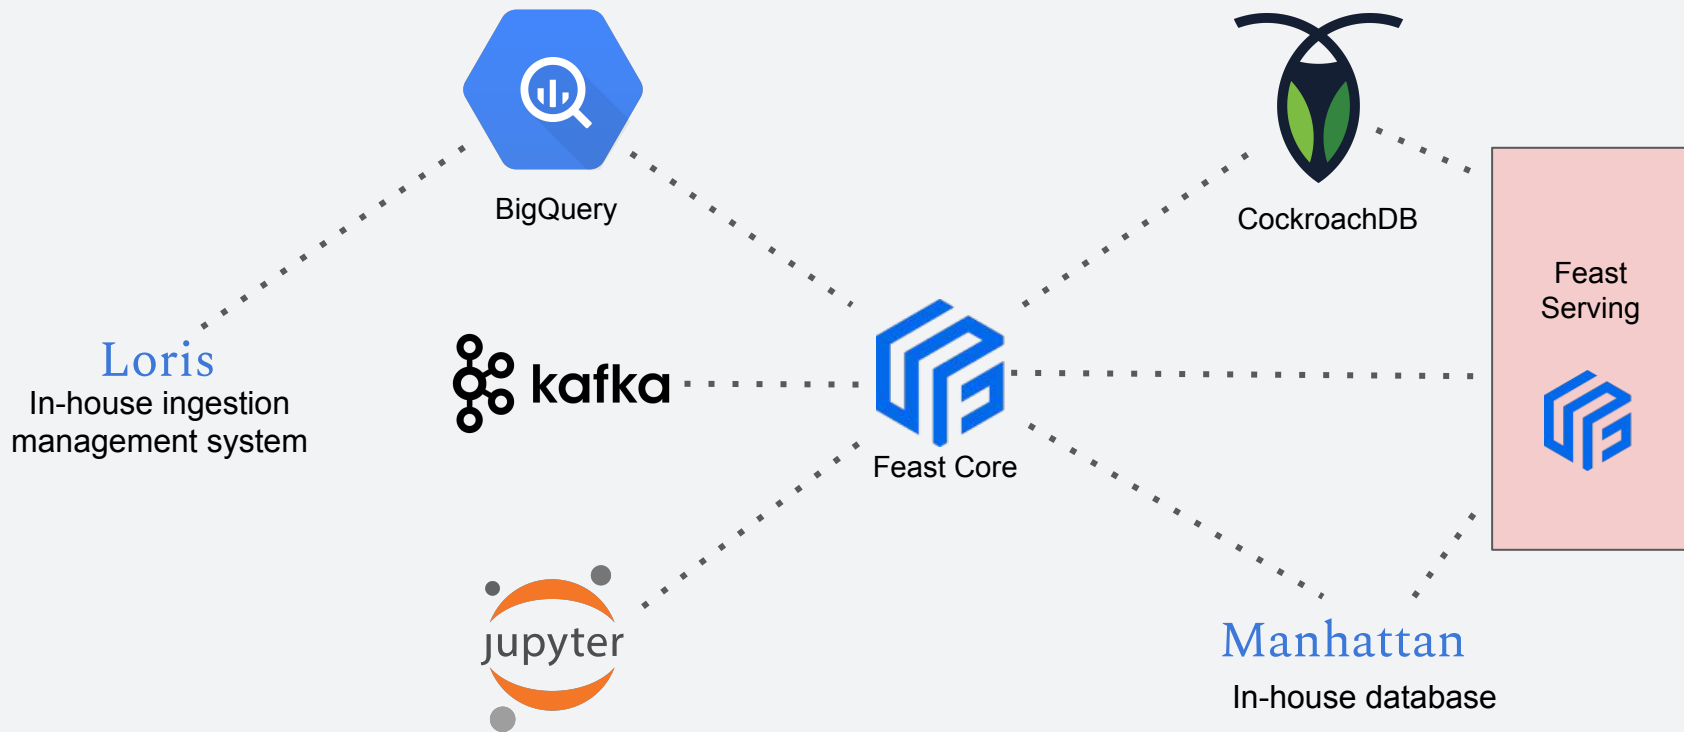 BigQuery
CockroachDB
Feast
Serving
Loris
In-house ingestion
management system
kafka
Feast Core
jupyter
Manhattan
In-house database